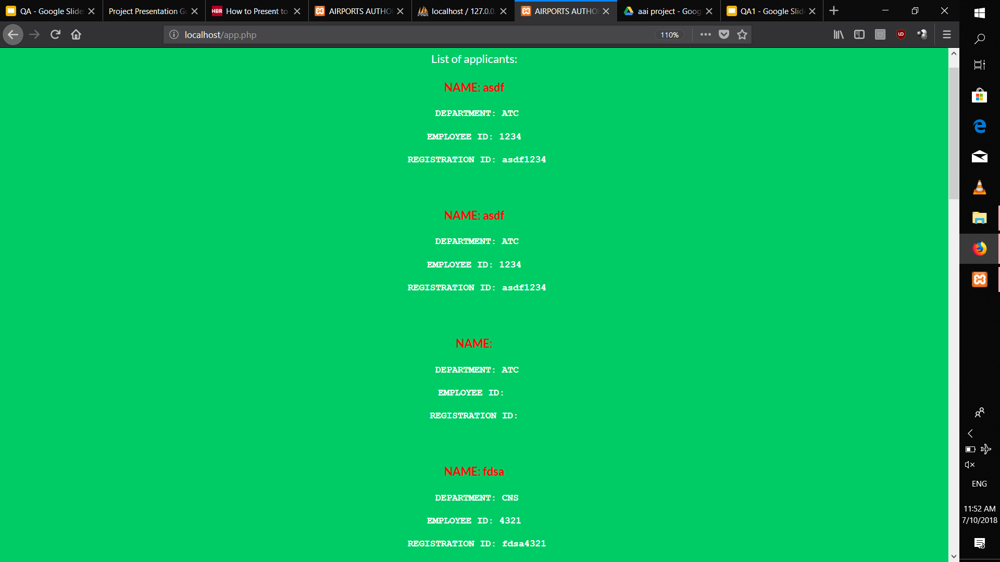 QA - Google Slide
Project Presentation Gu
HBR How to Present to
AIRPORTS AUTHO
localhost / 127.0.0.
AIRPORTS AUTHO
aai project - Goog
QA1 - Google Slid
localhost/app.php
110%
List of applicants:
NAME: asdf
DEPARTMENT: ATC
EMPLOYEE ID: 1234
REGISTRATION ID: asdf1234
NAME: asdf
DEPARTMENT: ATC
EMPLOYEE ID: 1234
REGISTRATION ID: asdf1234
NAME:
DEPARTMENT: ATC
EMPLOYEE ID:
REGISTRATION ID:
NAME: fdsa
DEPARTMENT: CNS
EMPLOYEE ID: 4321
REGISTRATION ID: fdsa4321
ENG
11:52 AM
7/10/2018